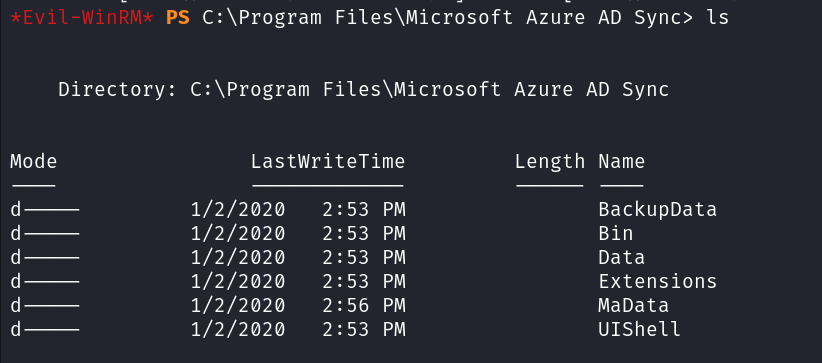 *Evil-WinRM* PS C:\Program Files\Microsoft Azure AD Sync> ls
Directory: C:\Program Files\Microsoft Azure AD Sync
Mode                LastWriteTime         Length Name
----                -------------         ------ ----
d-----         1/2/2020   2:53 PM                BackupData
d-----         1/2/2020   2:53 PM                Bin
d-----         1/2/2020   2:53 PM                Data
d-----         1/2/2020   2:53 PM                Extensions
d-----         1/2/2020   2:56 PM                MaData
d-----         1/2/2020   2:53 PM                UIShell